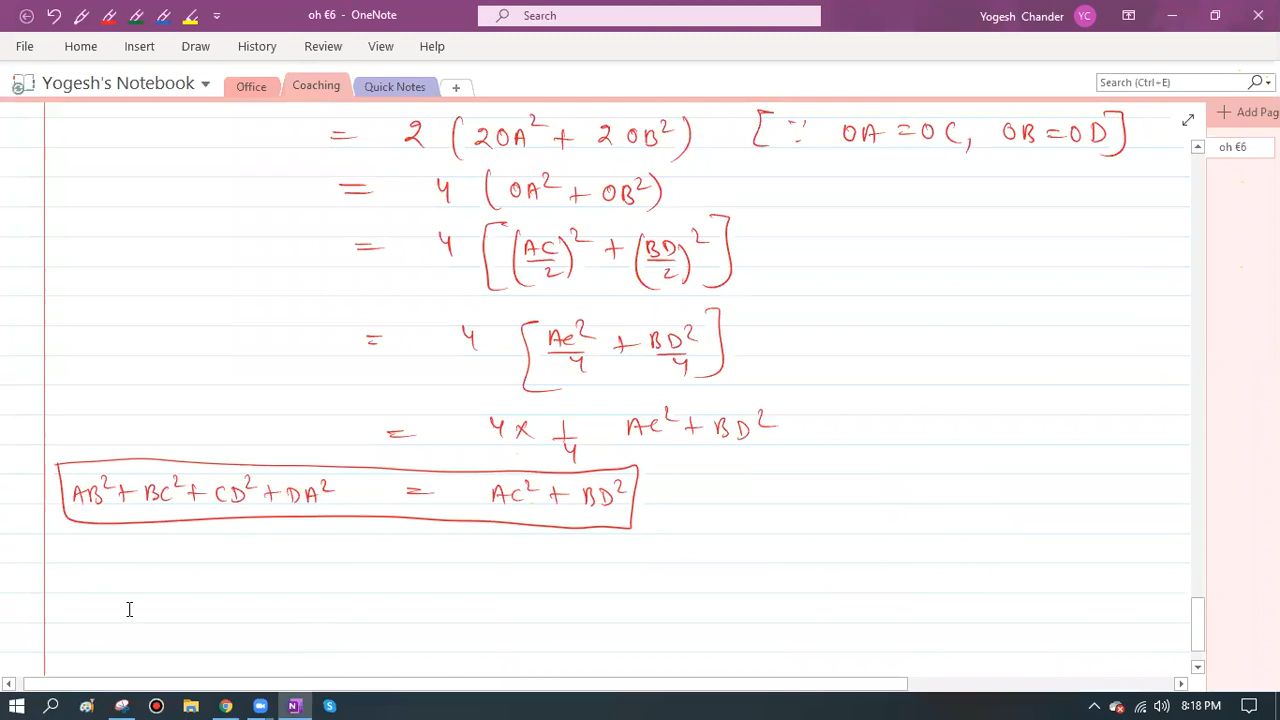 oh €6 - OneNote
Search
Yogesh Chander
YC
File Home Insert Draw History Review View Help
Yogesh's Notebook
Office Coaching Quick Notes +
Search (Ctrl+E)
+ Add Pag
oh €6
= 2 (2OA² + 2OB²) [∵ OA = OC, OB = OD]
= 4 (OA² + OB²)
= 4 [(AC/2)² + (BD/2)²]
= 4 [AC²/4 + BD²/4]
= 4 × 1/4 AC² + BD²
AB² + BC² + CD² + DA² = AC² + BD²
8:18 PM